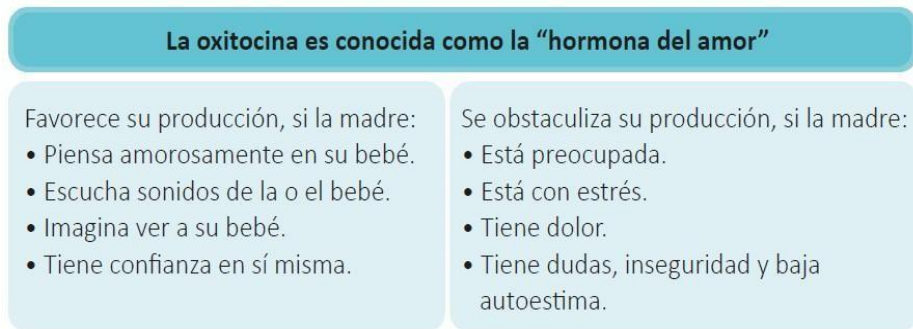 La oxitocina es conocida como la “hormona del amor”
Favorece su producción, si la madre:
• Piensa amorosamente en su bebé.
• Escucha sonidos de la o el bebé.
• Imagina ver a su bebé.
• Tiene confianza en sí misma.
Se obstaculiza su producción, si la madre:
• Está preocupada.
• Está con estrés.
• Tiene dolor.
• Tiene dudas, inseguridad y baja
autoestima.